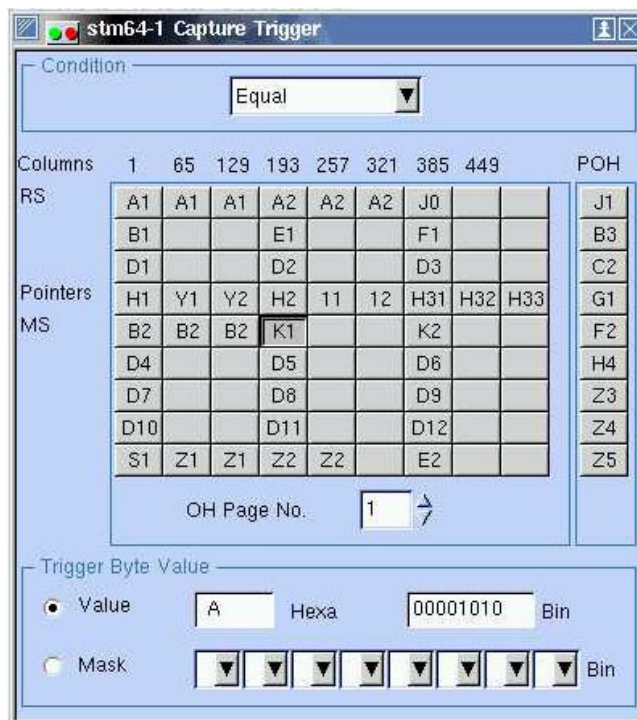 stm64-1 Capture Trigger
Condition
Equal
Columns 1 65 129 193 257 321 385 449 POH
RS A1 A1 A1 A2 A2 A2 J0 J1
B1 E1 F1 B3
D1 D2 D3 C2
Pointers H1 Y1 Y2 H2 11 12 H31 H32 H33 G1
MS B2 B2 B2 K1 K2 F2
D4 D5 D6 H4
D7 D8 D9 Z3
D10 D11 D12 Z4
S1 Z1 Z1 Z2 Z2 E2 Z5
OH Page No. 1
Trigger Byte Value
Value A Hexa 00001010 Bin
Mask Bin